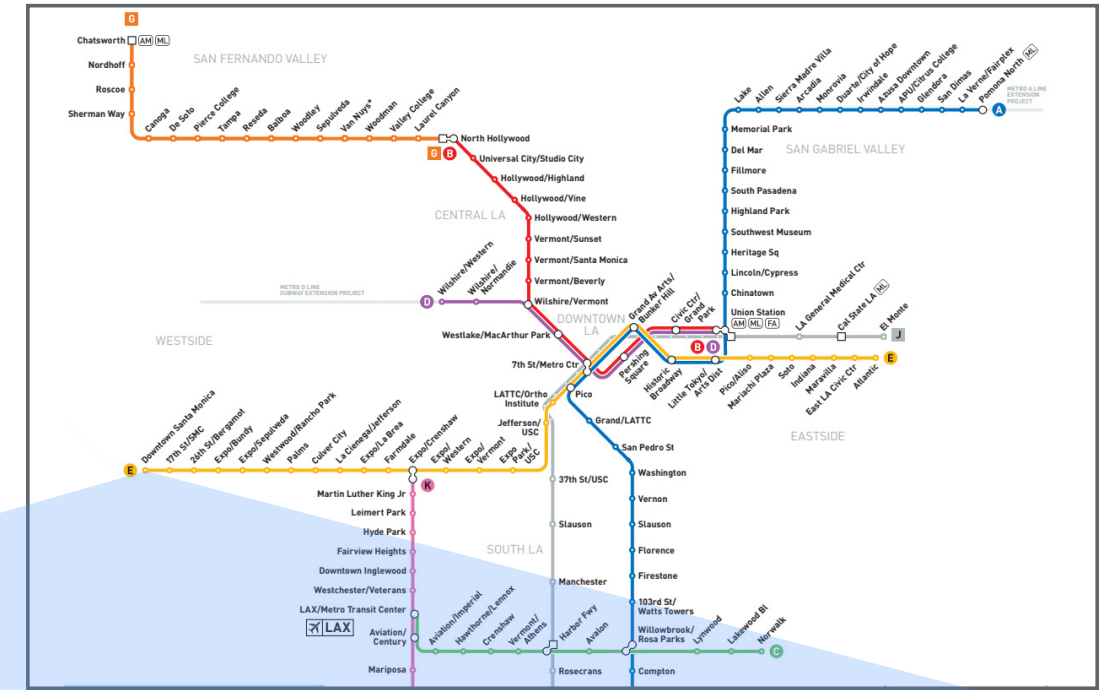 G
Chatsworth
AM ML
Nordhoff
Roscoe
Sherman Way
SAN FERNANDO VALLEY
Canoga
De Soto
Pierce College
Tampa
Reseda
Balboa
Woodley
Sepulveda
Van Nuys*
Woodman
Valley College
Laurel Canyon
North Hollywood
G B
Universal City/Studio City
Hollywood/Highland
Hollywood/Vine
CENTRAL LA
Hollywood/Western
Vermont/Sunset
Vermont/Santa Monica
Vermont/Beverly
Wilshire/Vermont
METRO D LINE
SUBWAY EXTENSION PROJECT
D
Wilshire/Western
Wilshire/
Normandie
WESTSIDE
Westlake/MacArthur Park
7th St/Metro Ctr
DOWNTOWN
LA
Grand Av Arts/
Bunker Hill
Civic Ctr/
Grand
Park
B D
Pershing
Square
Historic
Broadway
Little Tokyo/
Arts Dist
Lake
Allen
Sierra Madre Villa
Arcadia
Monrovia
Duarte/City of Hope
Irwindale
Azusa Downtown
APU/Citrus College
Glendora
San Dimas
La Verne/Fairplex
Pomona North ML
A
METRO A LINE
EXTENSION
PROJECT
Memorial Park
Del Mar
SAN GABRIEL VALLEY
Fillmore
South Pasadena
Highland Park
Southwest Museum
Heritage Sq
Lincoln/Cypress
Chinatown
Union Station
AM ML FA
LA General Medical Ctr
Cal State LA ML
El Monte
J
Pico/Aliso
Mariachi Plaza
Soto
Indiana
Maravilla
East LA Civic Ctr
Atlantic
E
EASTSIDE
LATTC/Ortho
Institute
Pico
Jefferson/
USC
Grand/LATTC
San Pedro St
E
Downtown Santa Monica
17th St/SMC
26th St/Bergamot
Expo/Bundy
Expo/Sepulveda
Westwood/Rancho Park
Palms
Culver City
La Cienega/Jefferson
Expo/La Brea
Farmdale
Expo/Crenshaw
Expo/
Western
Expo/
Vermont
Expo
Park/
USC
K
Martin Luther King Jr
Leimert Park
Hyde Park
Fairview Heights
Downtown Inglewood
Westchester/Veterans
LAX/Metro Transit Center
LAX
Aviation/
Century
Mariposa
37th St/USC
Slauson
SOUTH LA
Manchester
Washington
Vernon
Slauson
Florence
Firestone
103rd St/
Watts Towers
Willowbrook/
Rosa Parks
Aviation/Imperial
Hawthorne/Lennox
Crenshaw
Vermont/
Athens
Harbor Fwy
Avalon
Lynwood
Lakewood Bl
Norwalk
C
Rosecrans
Compton